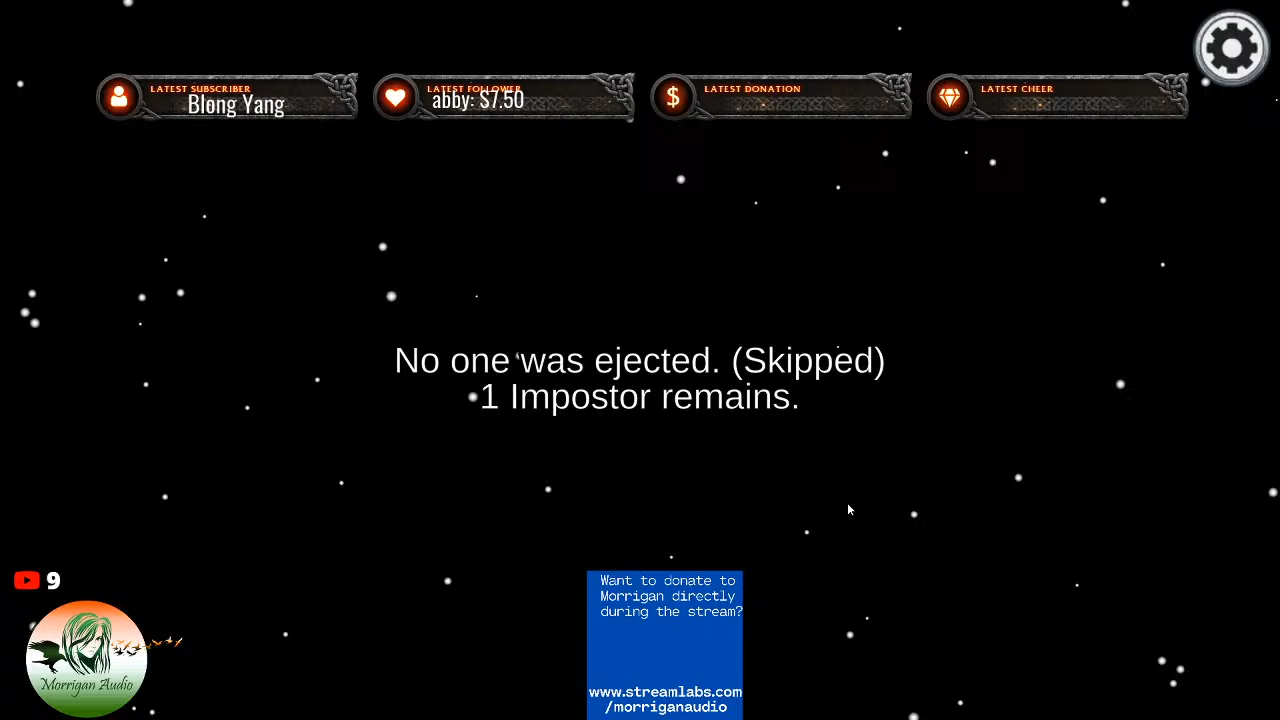 LATEST SUBSCRIBER
Blong Yang
LATEST FOLLOWER
abby: $7.50
LATEST DONATION
LATEST CHEER
No one was ejected. (Skipped)
1 Impostor remains.
9
Morrigan Audio
Want to donate to
Morrigan directly
during the stream?
www.streamlabs.com
/morriganaudio